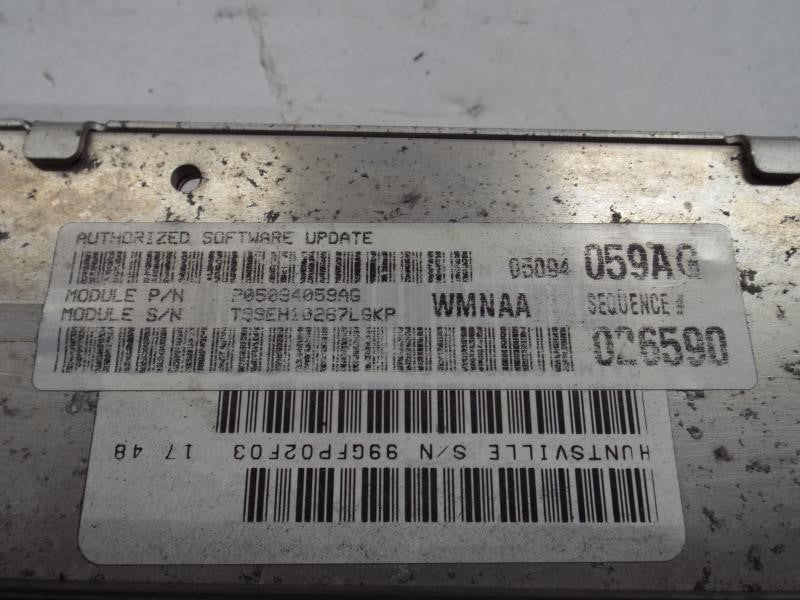 AUTHORIZED SOFTWARE UPDATE
05094 059AG
MODULE P/N P05094059AG
MODULE S/N T99EH10267LGKP
WMNAA
SEQUENCE #
026590
HUNTSVILLE S/N 99GFP02F03 17 48